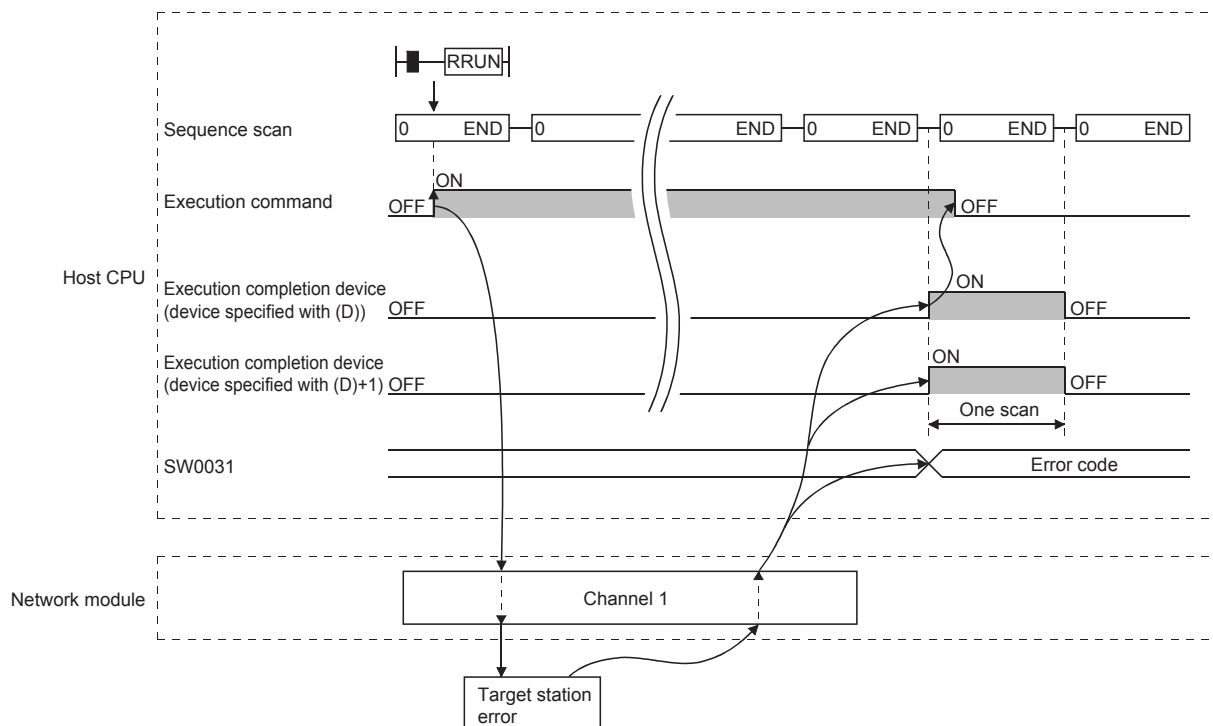 RRUN
Sequence scan
0 END 0 END 0 END 0 END 0 END
ON
Execution command
OFF
OFF
Host CPU
ON
Execution completion device
(device specified with (D))
OFF
OFF
ON
Execution completion device
(device specified with (D)+1)
OFF
OFF
One scan
SW0031
Error code
Network module
Channel 1
Target station
error